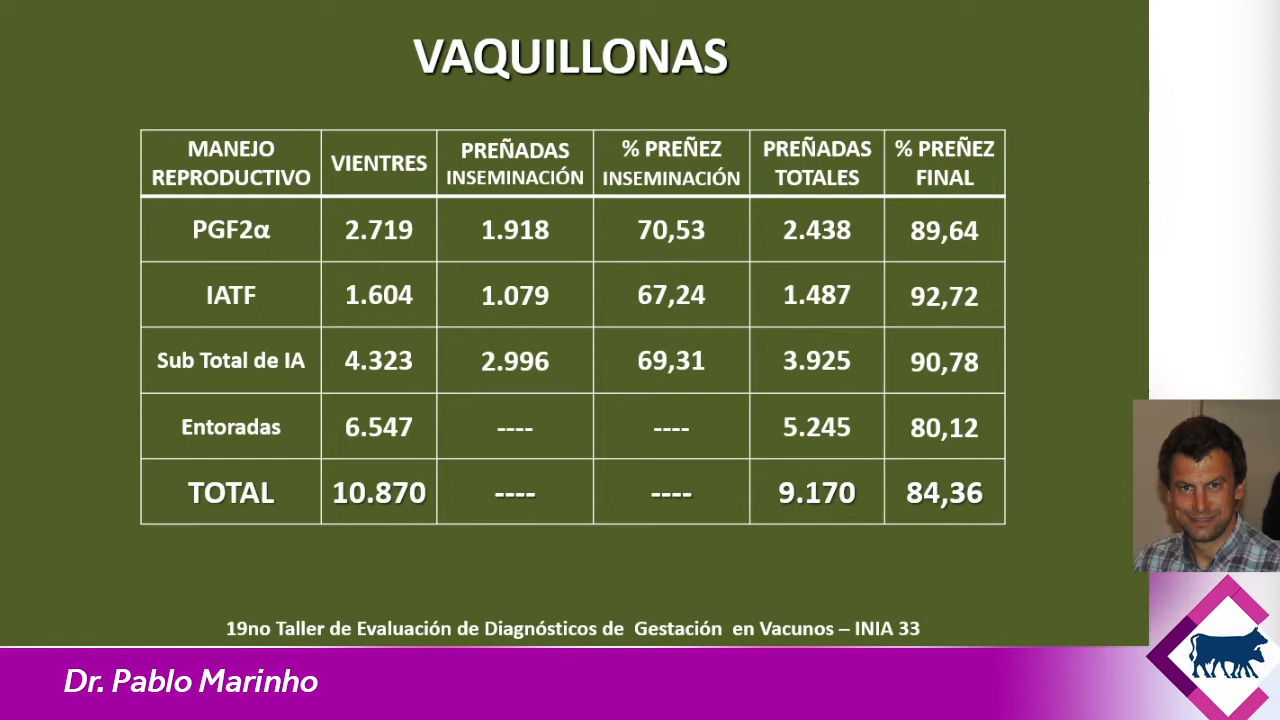 VAQUILLONAS
MANEJO REPRODUCTIVO VIENTRES PREÑADAS INSEMINACIÓN % PREÑEZ INSEMINACIÓN PREÑADAS TOTALES % PREÑEZ FINAL
PGF2α 2.719 1.918 70,53 2.438 89,64
IATF 1.604 1.079 67,24 1.487 92,72
Sub Total de IA 4.323 2.996 69,31 3.925 90,78
Entoradas 6.547 ---- ---- 5.245 80,12
TOTAL 10.870 ---- ---- 9.170 84,36
19no Taller de Evaluación de Diagnósticos de Gestación en Vacunos – INIA 33
Dr. Pablo Marinho